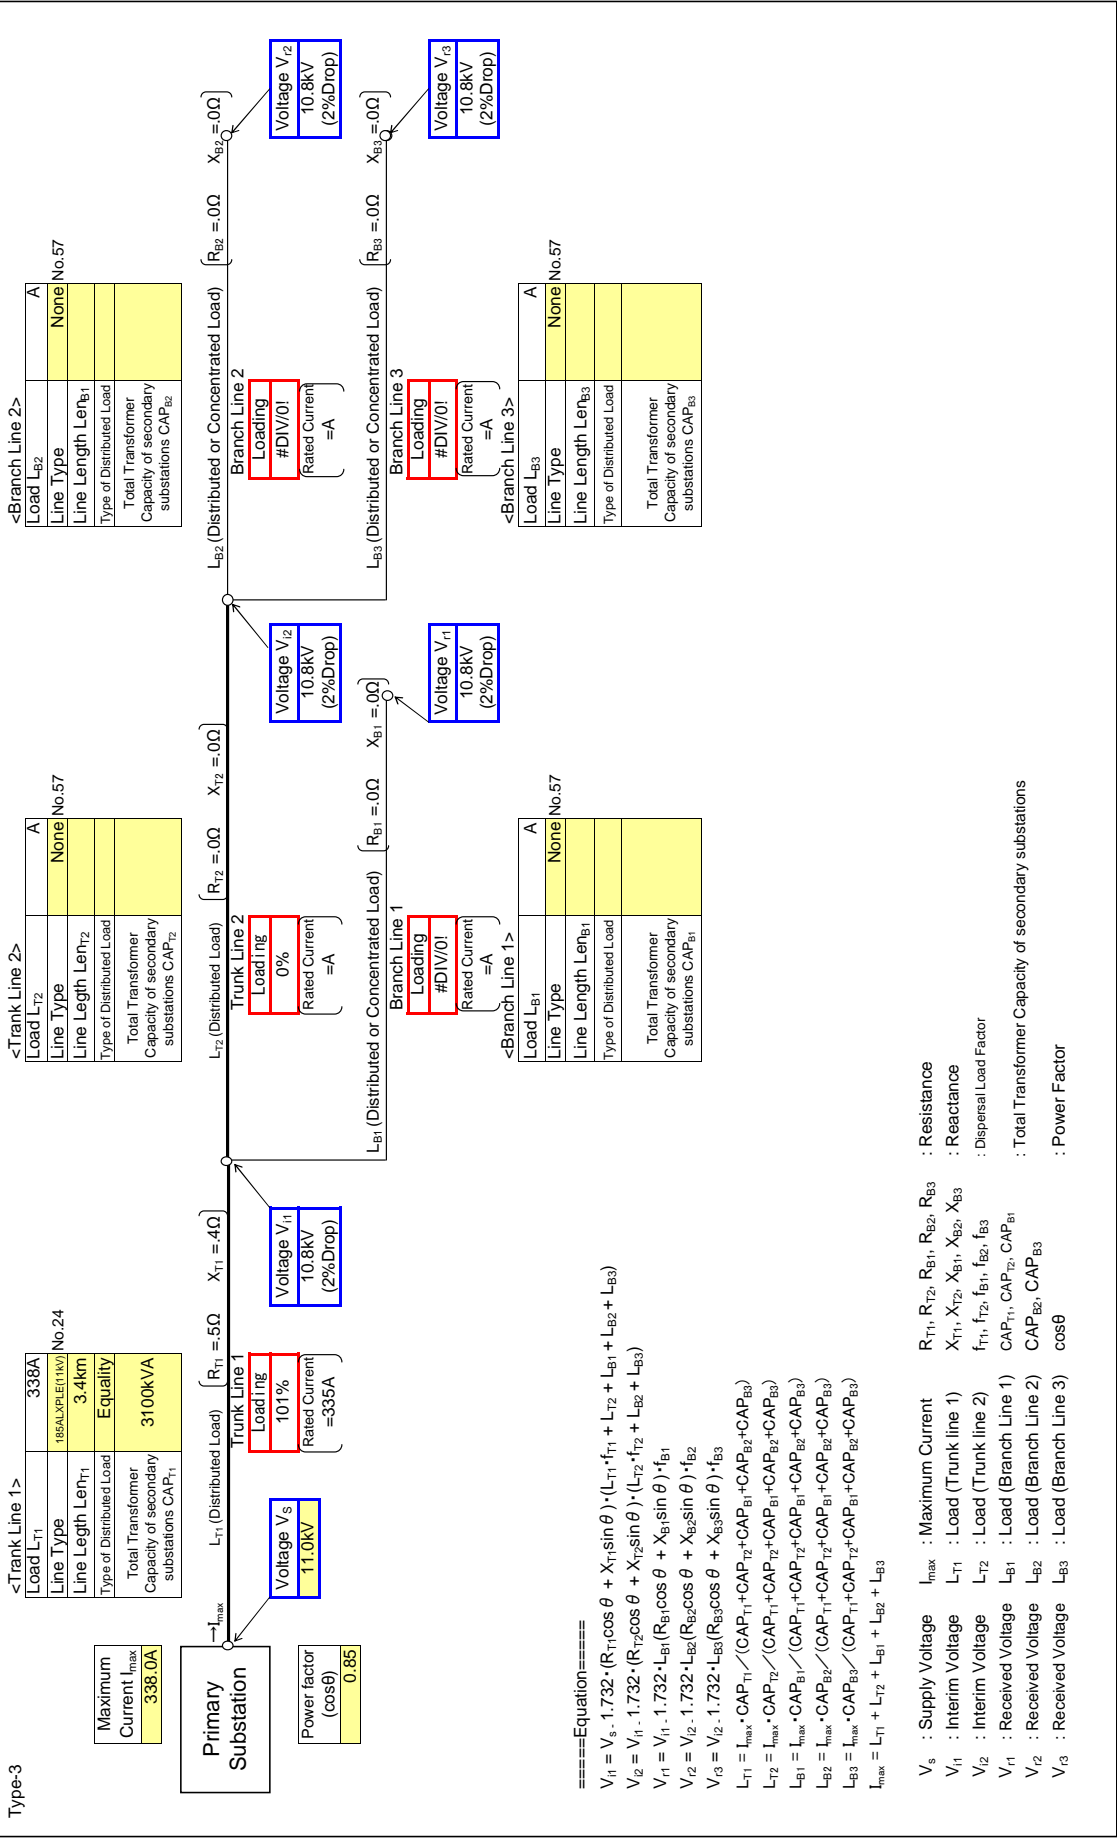 Type-3
Maximum
Current Imax
338.0A
Primary
Substation
Power factor
(cosθ)
0.85
→Imax
Voltage VS
11.0kV
<Trank Line 1>
Load LT1 338A
Line Type 185ALXPLE(11kV) No.24
Line Length LenT1 3.4km
Type of Distributed Load Equality
Total Transformer
Capacity of secondary
substations CAPT1
3100kVA
LT1 (Distributed Load) RT1 =.5Ω XT1 =.4Ω
Trunk Line 1
Loading
101%
Rated Current
=335A
Voltage Vi1
10.8kV
(2%Drop)
<Trank Line 2>
Load LT2 A
Line Type None No.57
Line Legth LenT2
Type of Distributed Load
Total Transformer
Capacity of secondary
substations CAPT2
LT2 (Distributed Load) RT2 =.0Ω XT2 =.0Ω
Trunk Line 2
Loading
0%
Rated Current
=A
Voltage Vi2
10.8kV
(2%Drop)
LB1 (Distributed or Concentrated Load) RB1 =.0Ω XB1 =.0Ω
Branch Line 1
Loading
#DIV/0!
Rated Current
=A
Voltage Vr1
10.8kV
(2%Drop)
<Branch Line 1>
Load LB1 A
Line Type None No.57
Line Length LenB1
Type of Distributed Load
Total Transformer
Capacity of secondary
substations CAPB1
<Branch Line 2>
Load LB2 A
Line Type None No.57
Line Length LenB1
Type of Distributed Load
Total Transformer
Capacity of secondary
substations CAPB2
LB2 (Distributed or Concentrated Load) RB2 =.0Ω XB2 =.0Ω
Branch Line 2
Loading
#DIV/0!
Rated Current
=A
Voltage Vr2
10.8kV
(2%Drop)
LB3 (Distributed or Concentrated Load) RB3 =.0Ω XB3 =.0Ω
Branch Line 3
Loading
#DIV/0!
Rated Current
=A
Voltage Vr3
10.8kV
(2%Drop)
<Branch Line 3>
Load LB3 A
Line Type None No.57
Line Length LenB3
Type of Distributed Load
Total Transformer
Capacity of secondary
substations CAPB3
=====Equation=====
Vi1 = VS - 1.732・(RT1cosθ + XT1sinθ)・(LT1・fT1 + LT2 + LB1 + LB2 + LB3)
Vi2 = Vi1 - 1.732・(RT2cosθ + XT2sinθ)・(LT2・fT2 + LB2 + LB3)
Vr1 = Vi1 - 1.732・LB1(RB1cosθ + XB1sinθ)・fB1
Vr2 = Vi2 - 1.732・LB2(RB2cosθ + XB2sinθ)・fB2
Vr3 = Vi2 - 1.732・LB3(RB3cosθ + XB3sinθ)・fB3
LT1 = Imax・CAPT1／(CAPT1+CAPT2+CAPB1+CAPB2+CAPB3)
LT2 = Imax・CAPT2／(CAPT1+CAPT2+CAPB1+CAPB2+CAPB3)
LB1 = Imax・CAPB1／(CAPT1+CAPT2+CAPB1+CAPB2+CAPB3)
LB2 = Imax・CAPB2／(CAPT1+CAPT2+CAPB1+CAPB2+CAPB3)
LB3 = Imax・CAPB3／(CAPT1+CAPT2+CAPB1+CAPB2+CAPB3)
Imax = LT1 + LT2 + LB1 + LB2 + LB3
Vs : Supply Voltage Imax : Maximum Current RT1, RT2, RB1, RB2, RB3 : Resistance
Vi1 : Interim Voltage LT1 : Load (Trunk line 1) XT1, XT2, XB1, XB2, XB3 : Reactance
Vi2 : Interim Voltage LT2 : Load (Trunk line 2) fT1, fT2, fB1, fB2, fB3 : Dispersal Load Factor
Vr1 : Received Voltage LB1 : Load (Branch Line 1) CAPT1, CAPT2, CAPB1
: Total Transformer Capacity of secondary substations
Vr2 : Received Voltage LB2 : Load (Branch Line 2) CAPB2, CAPB3
Vr3 : Received Voltage LB3 : Load (Branch Line 3) cosθ : Power Factor